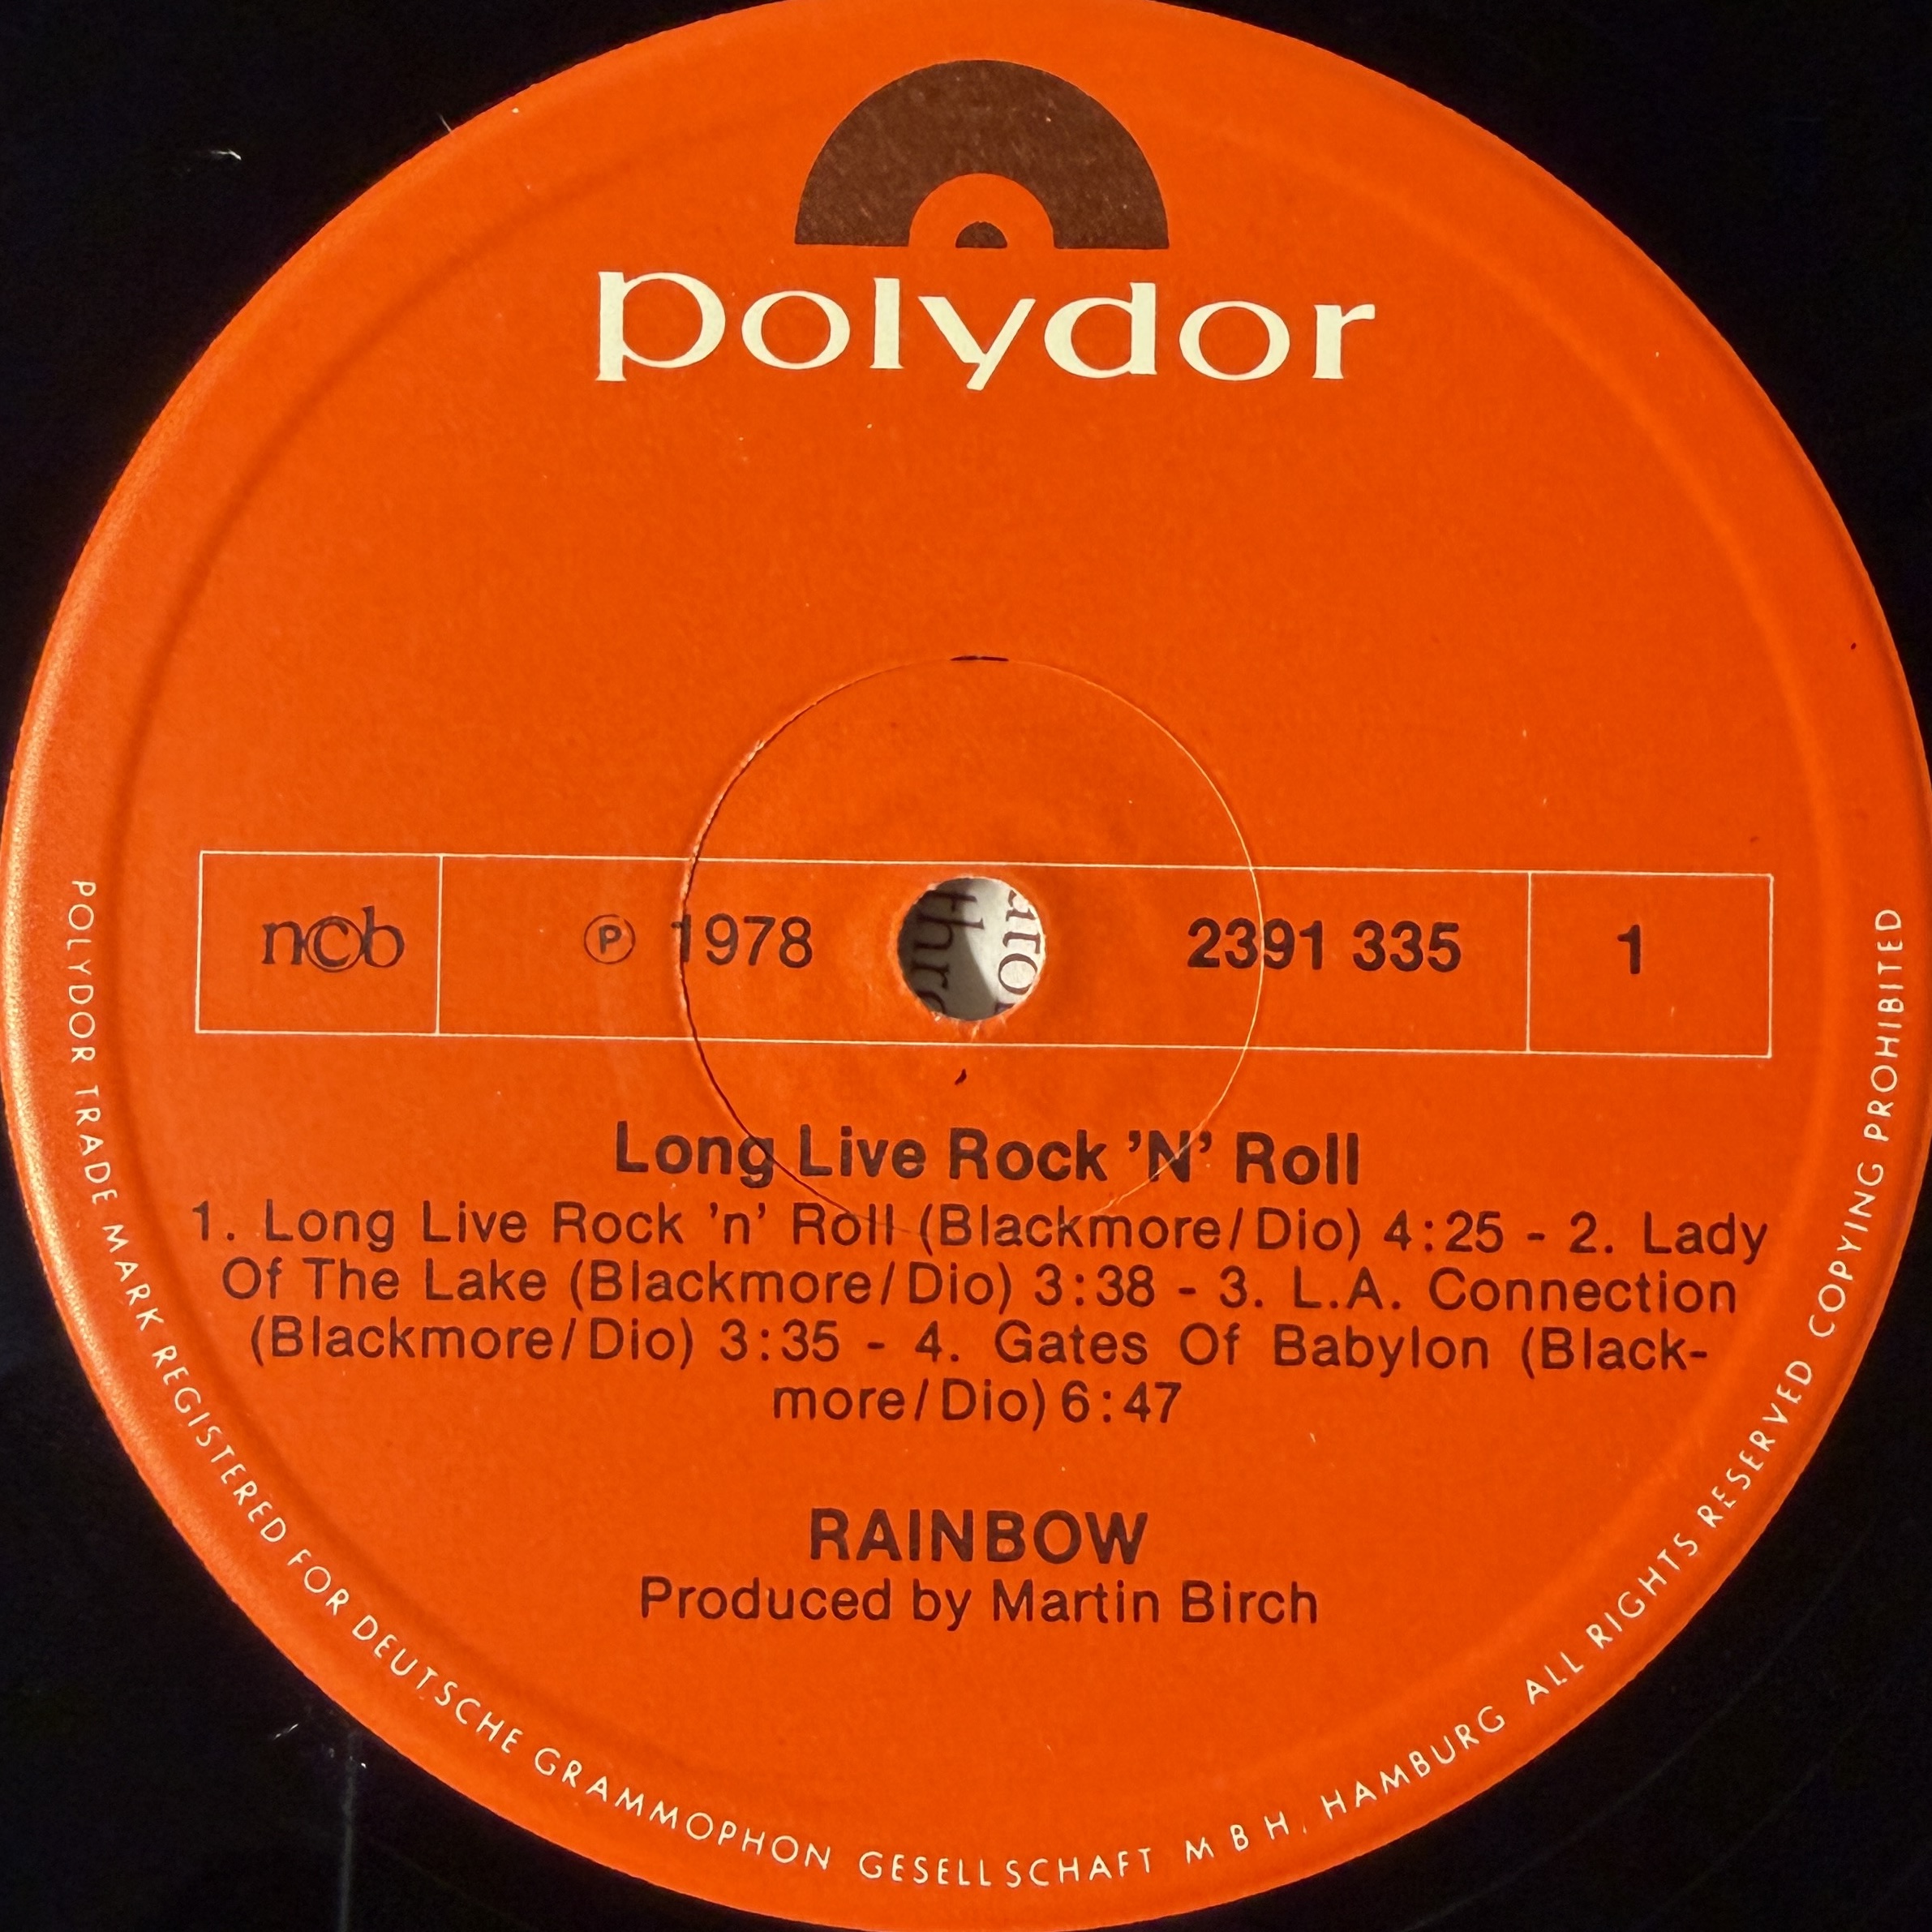 polydor
n©b
℗ 1978
2391 335
1
Long Live Rock ’N’ Roll
1. Long Live Rock ’n’ Roll (Blackmore/Dio) 4:25 - 2. Lady
Of The Lake (Blackmore/Dio) 3:38 - 3. L.A. Connection
(Blackmore/Dio) 3:35 - 4. Gates Of Babylon (Black-
more/Dio) 6:47
RAINBOW
Produced by Martin Birch
POLYDOR TRADE MARK REGISTERED FOR DEUTSCHE GRAMMOPHON GESELLSCHAFT M B H, HAMBURG ALL RIGHTS RESERVED COPYING PROHIBITED